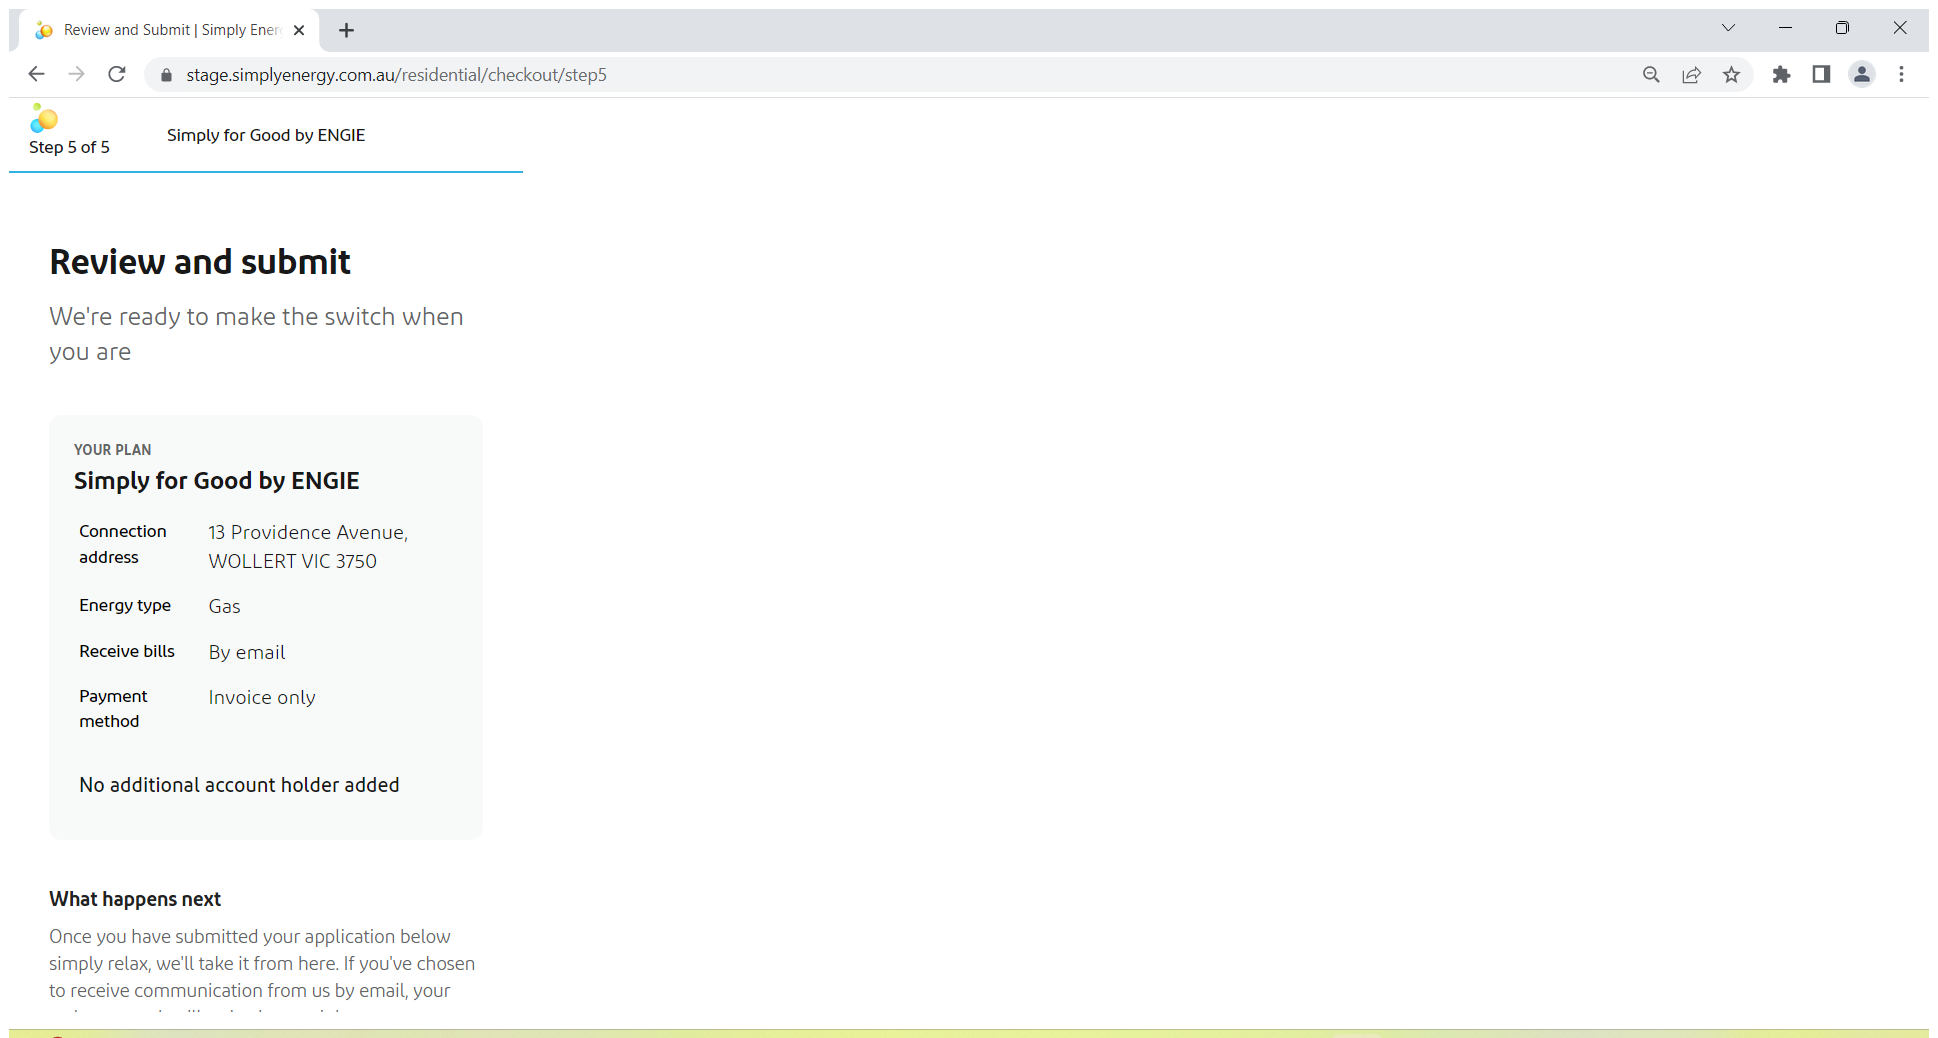 Review and Submit | Simply Ener
stage.simplyenergy.com.au/residential/checkout/step5
Step 5 of 5
Simply for Good by ENGIE
Review and submit
We're ready to make the switch when
you are
YOUR PLAN
Simply for Good by ENGIE
Connection address
13 Providence Avenue,
WOLLERT VIC 3750
Energy type
Gas
Receive bills
By email
Payment method
Invoice only
No additional account holder added
What happens next
Once you have submitted your application below
simply relax, we'll take it from here. If you've chosen
to receive communication from us by email, your